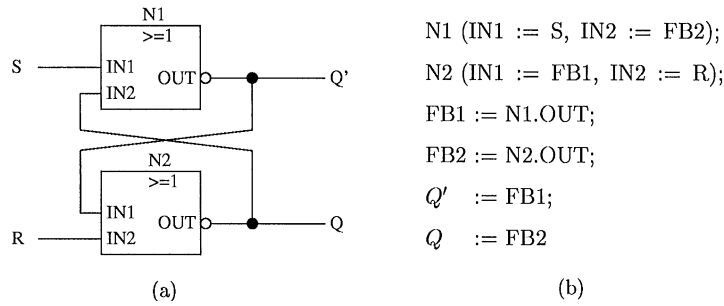 N1
>=1
S
IN1
IN2
OUT
Q'
N2
>=1
IN1
R
IN2
OUT
Q
(a)
N1 (IN1 := S, IN2 := FB2);
N2 (IN1 := FB1, IN2 := R);
FB1 := N1.OUT;
FB2 := N2.OUT;
Q′ := FB1;
Q := FB2
(b)